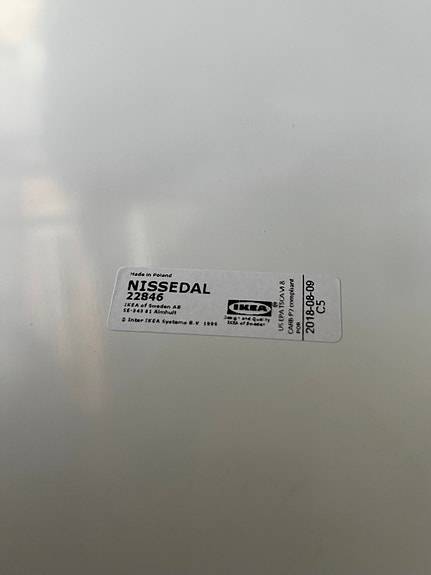 Made in Poland
NISSEDAL
22846
IKEA of Sweden AB
SE-343 81 Älmhult
© Inter IKEA Systems B.V 1999
IKEA ®
Design and Quality
IKEA of Sweden
US EPA TSCA VI &
CARB P2 compliant
POR
2018-08-09
C5